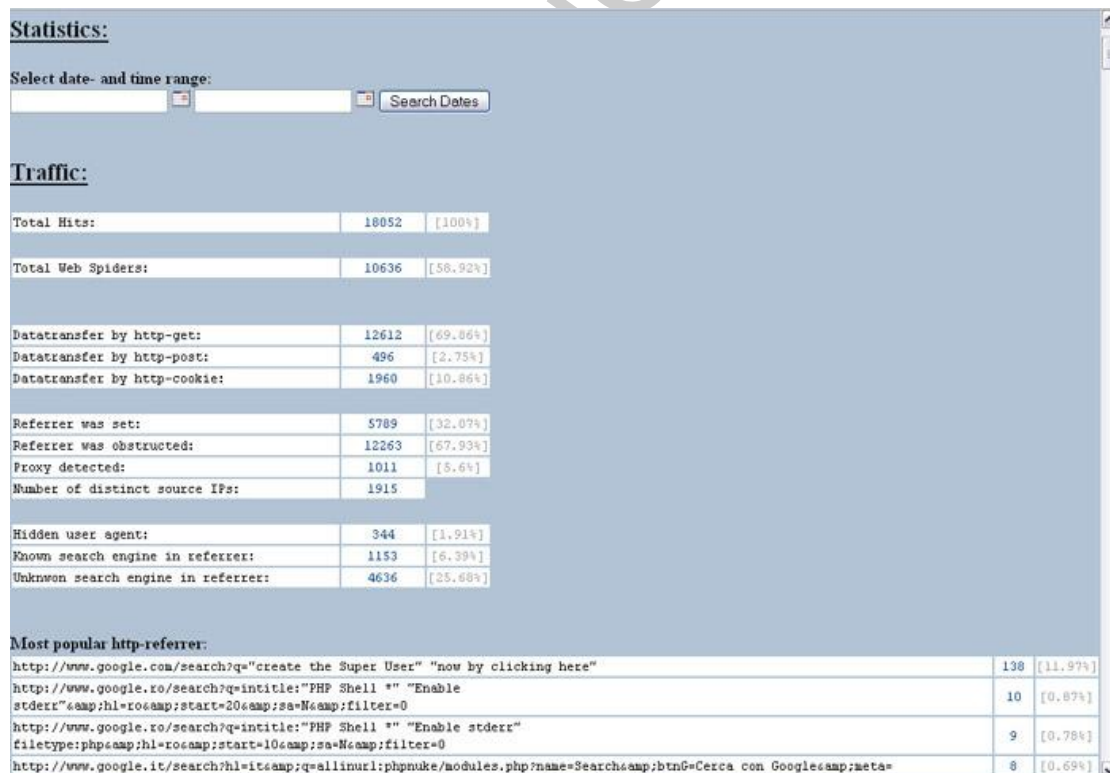 Statistics:
Select date- and time range:
Search Dates
Traffic:
Total Hits: 18052 [100%]
Total Web Spiders: 10636 [58.92%]
Datatransfer by http-get: 12612 [69.86%]
Datatransfer by http-post: 496 [2.75%]
Datatransfer by http-cookie: 1960 [10.86%]
Referrer was set: 5789 [32.07%]
Referrer was obstructed: 12263 [67.93%]
Proxy detected: 1011 [5.6%]
Number of distinct source IPs: 1915
Hidden user agent: 344 [1.91%]
Known search engine in referrer: 1153 [6.39%]
Unknwon search engine in referrer: 4636 [25.68%]
Most popular http-referrer:
http://www.google.com/search?q="create the Super User" "now by clicking here" 138 [11.97%]
http://www.google.ro/search?q=intitle:"PHP Shell *" "Enable
stderr"&amp;hl=ro&amp;start=20&amp;sa=N&amp;filter=0 10 [0.87%]
http://www.google.ro/search?q=intitle:"PHP Shell *" "Enable stderr"
filetype:php&amp;hl=ro&amp;start=10&amp;sa=N&amp;filter=0 9 [0.78%]
http://www.google.it/search?hl=it&amp;q=allinurl:phpnuke/modules.php?name=Search&amp;btnG=Cerca con Google&amp;meta= 8 [0.69%]